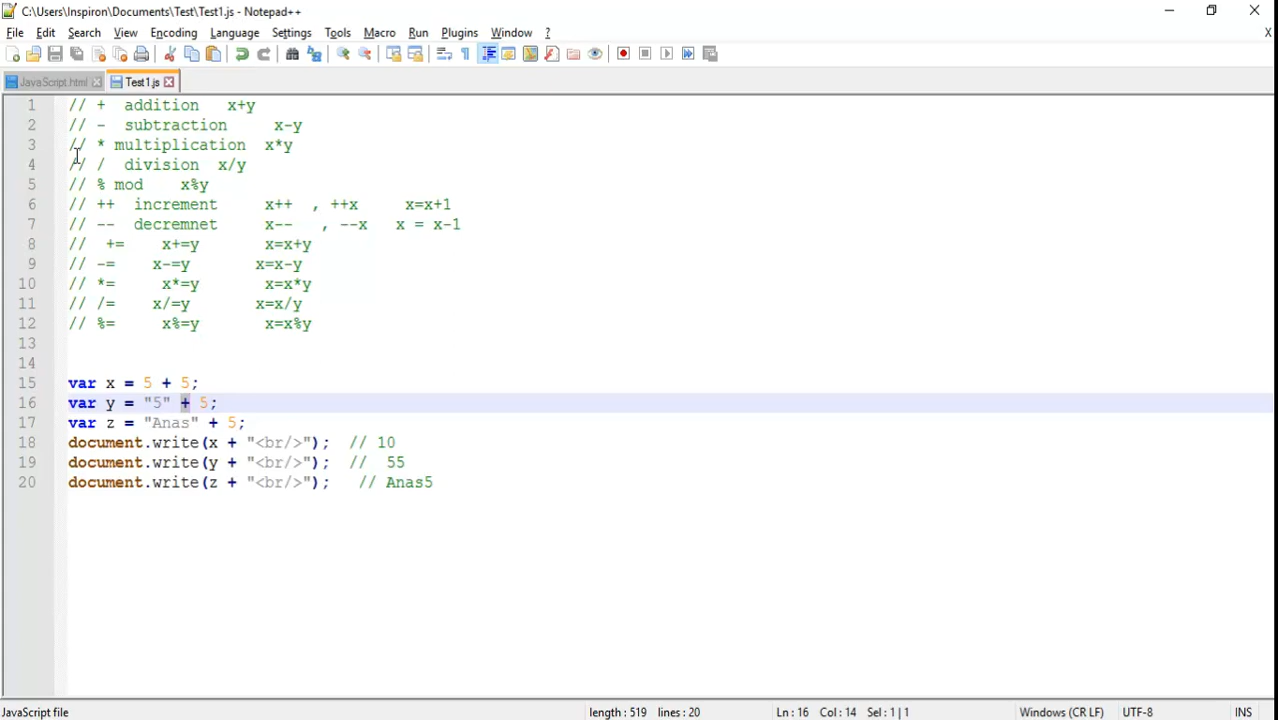 C:\Users\Inspiron\Documents\Test\Test1.js - Notepad++
File Edit Search View Encoding Language Settings Tools Macro Run Plugins Window ? X
JavaScript.html Test1.js
1 // + addition x+y
2 // - subtraction x-y
3 // * multiplication x*y
4 // / division x/y
5 // % mod x%y
6 // ++ increment x++ , ++x x=x+1
7 // -- decremnet x-- , --x x = x-1
8 // += x+=y x=x+y
9 // -= x-=y x=x-y
10 // *= x*=y x=x*y
11 // /= x/=y x=x/y
12 // %= x%=y x=x%y
13
14
15 var x = 5 + 5;
16 var y = "5" + 5;
17 var z = "Anas" + 5;
18 document.write(x + "<br/>"); // 10
19 document.write(y + "<br/>"); // 55
20 document.write(z + "<br/>"); // Anas5
JavaScript file length : 519 lines : 20 Ln : 16 Col : 14 Sel : 1 | 1 Windows (CR LF) UTF-8 INS